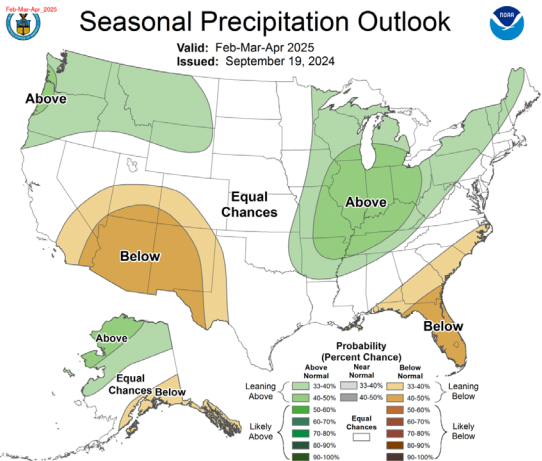 Feb-Mar-Apr_2025
Seasonal Precipitation Outlook
NOAA
Valid: Feb-Mar-Apr 2025
Issued: September 19, 2024
Above
Equal
Chances
Above
Below
Below
Above
Equal
Chances
Below
Probability
(Percent Chance)
Above
Normal
Near
Normal
Below
Normal
Leaning
Above
33-40%
40-50%
33-40%
40-50%
33-40%
40-50%
Leaning
Below
Likely
Above
50-60%
60-70%
70-80%
80-90%
90-100%
Equal
Chances
50-60%
60-70%
70-80%
80-90%
90-100%
Likely
Below